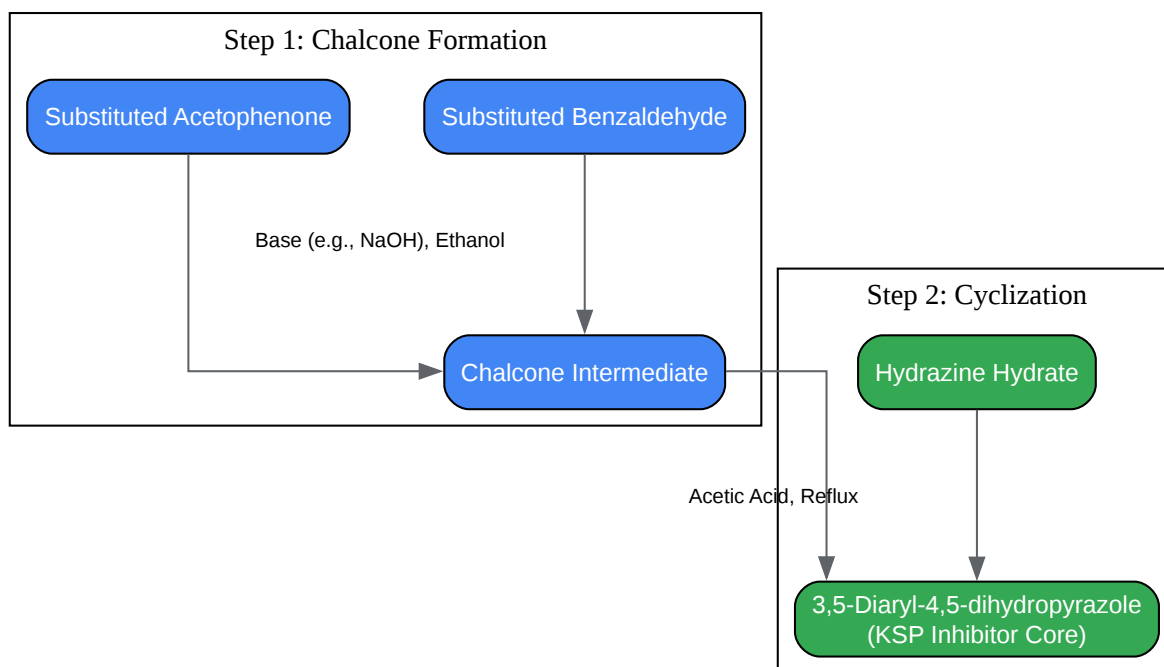 Step 1: Chalcone Formation
Substituted Acetophenone
Substituted Benzaldehyde
Base (e.g., NaOH), Ethanol
Chalcone Intermediate
Step 2: Cyclization
Hydrazine Hydrate
Acetic Acid, Reflux
3,5-Diaryl-4,5-dihydropyrazole
(KSP Inhibitor Core)